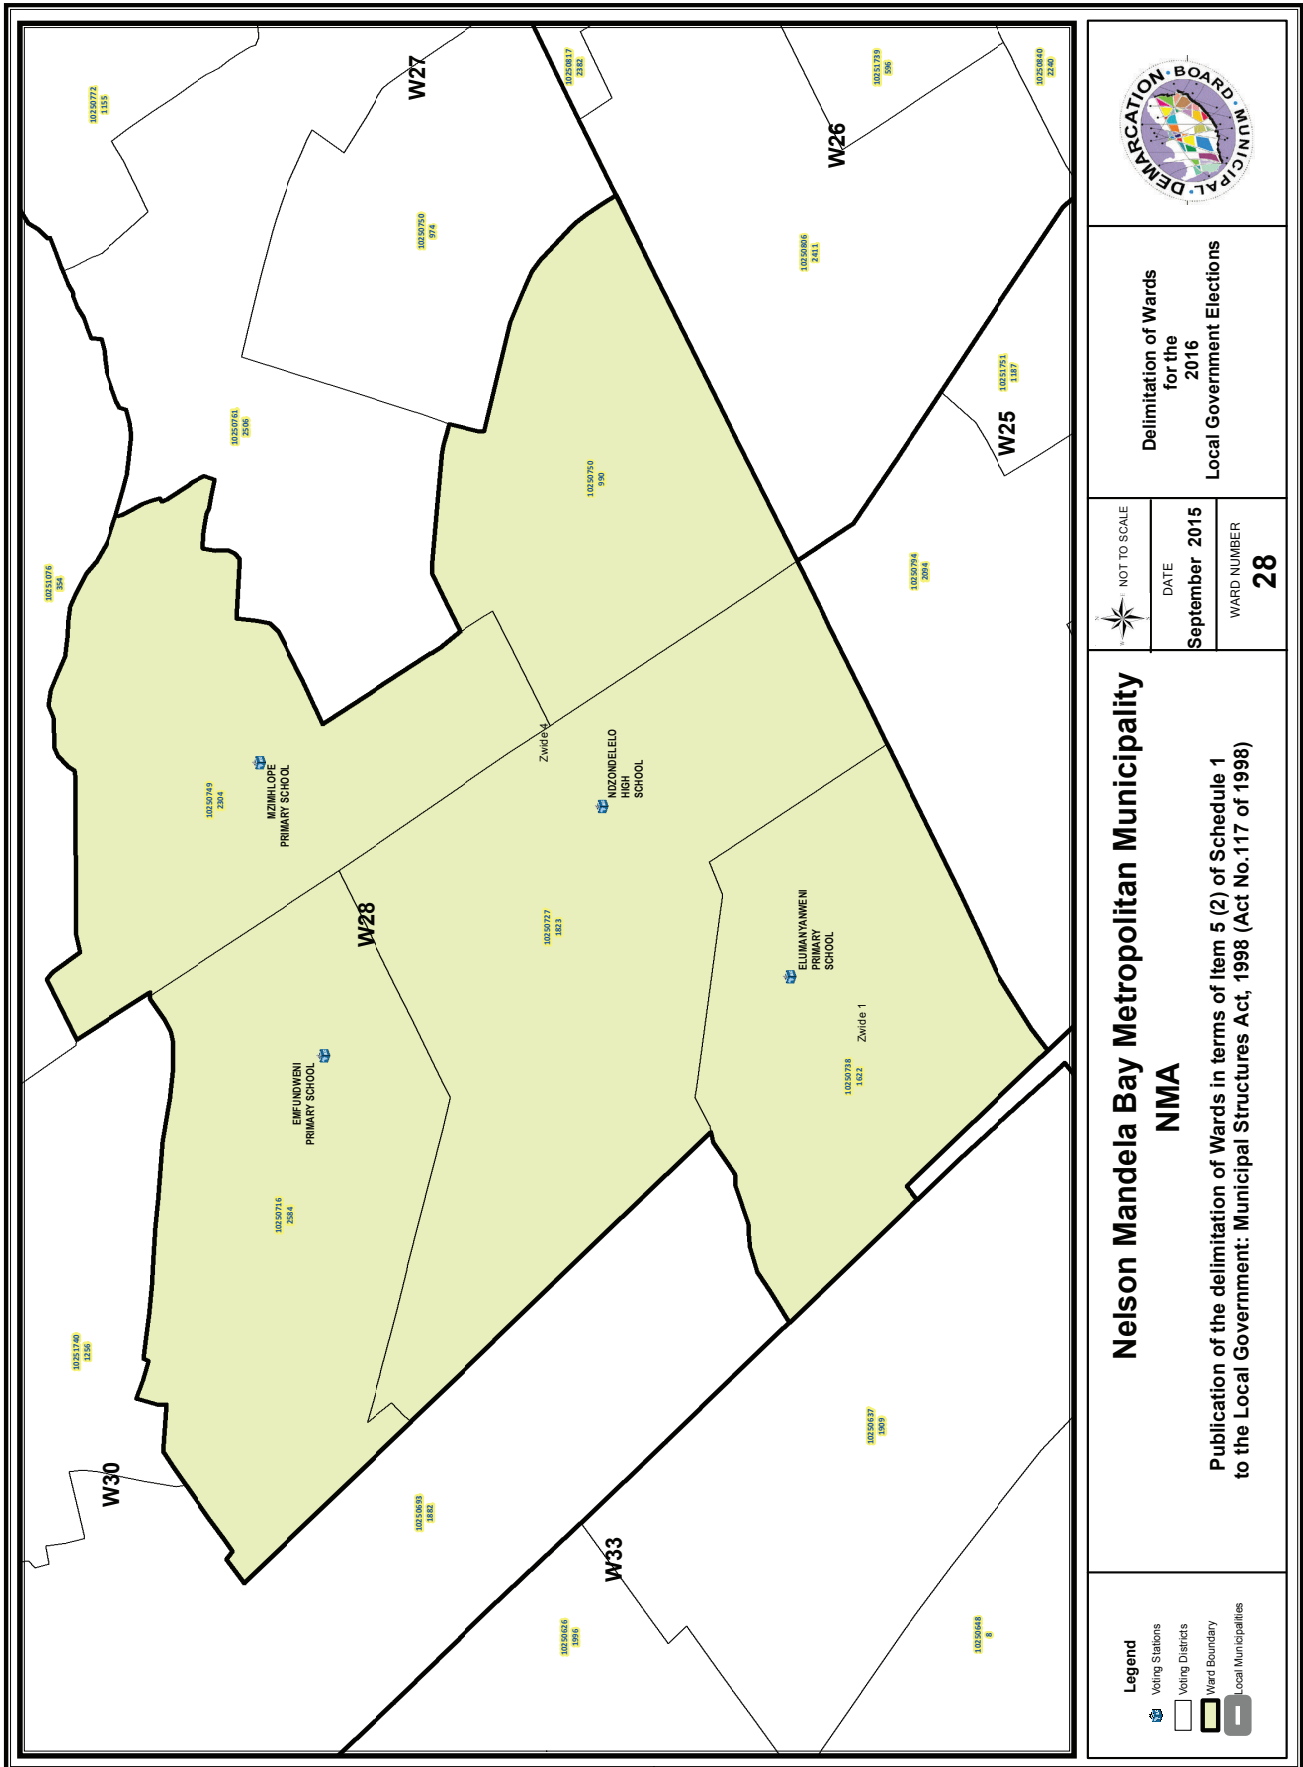 10250772
1155
W27
10250817
2382
10251739
596
10250840
2240
W26
10250750
974
10250806
2411
10250761
2506
10251751
1187
W25
10251076
354
10250750
990
10250794
2094
Zwide 4
NDZONDELELO
HIGH
SCHOOL
10250749
2304
MZIMHLOPE
PRIMARY SCHOOL
W28
10250727
1823
ELUMANYANWENI
PRIMARY
SCHOOL
Zwide 1
10250738
1622
EMFUNDWENI
PRIMARY SCHOOL
10250716
2584
10251740
1256
W30
10250693
1882
10250637
1909
W33
10250626
1996
10250648
8
Legend
Voting Stations
Voting Districts
Ward Boundary
Local Municipalities
Nelson Mandela Bay Metropolitan Municipality
NMA
Publication of the delimitation of Wards in terms of Item 5 (2) of Schedule 1
to the Local Government: Municipal Structures Act, 1998 (Act No.117 of 1998)
N
W
E
S
NOT TO SCALE
DATE
September 2015
WARD NUMBER
28
Delimitation of Wards
for the
2016
Local Government Elections
MUNICIPAL • DEMARCATION • BOARD •